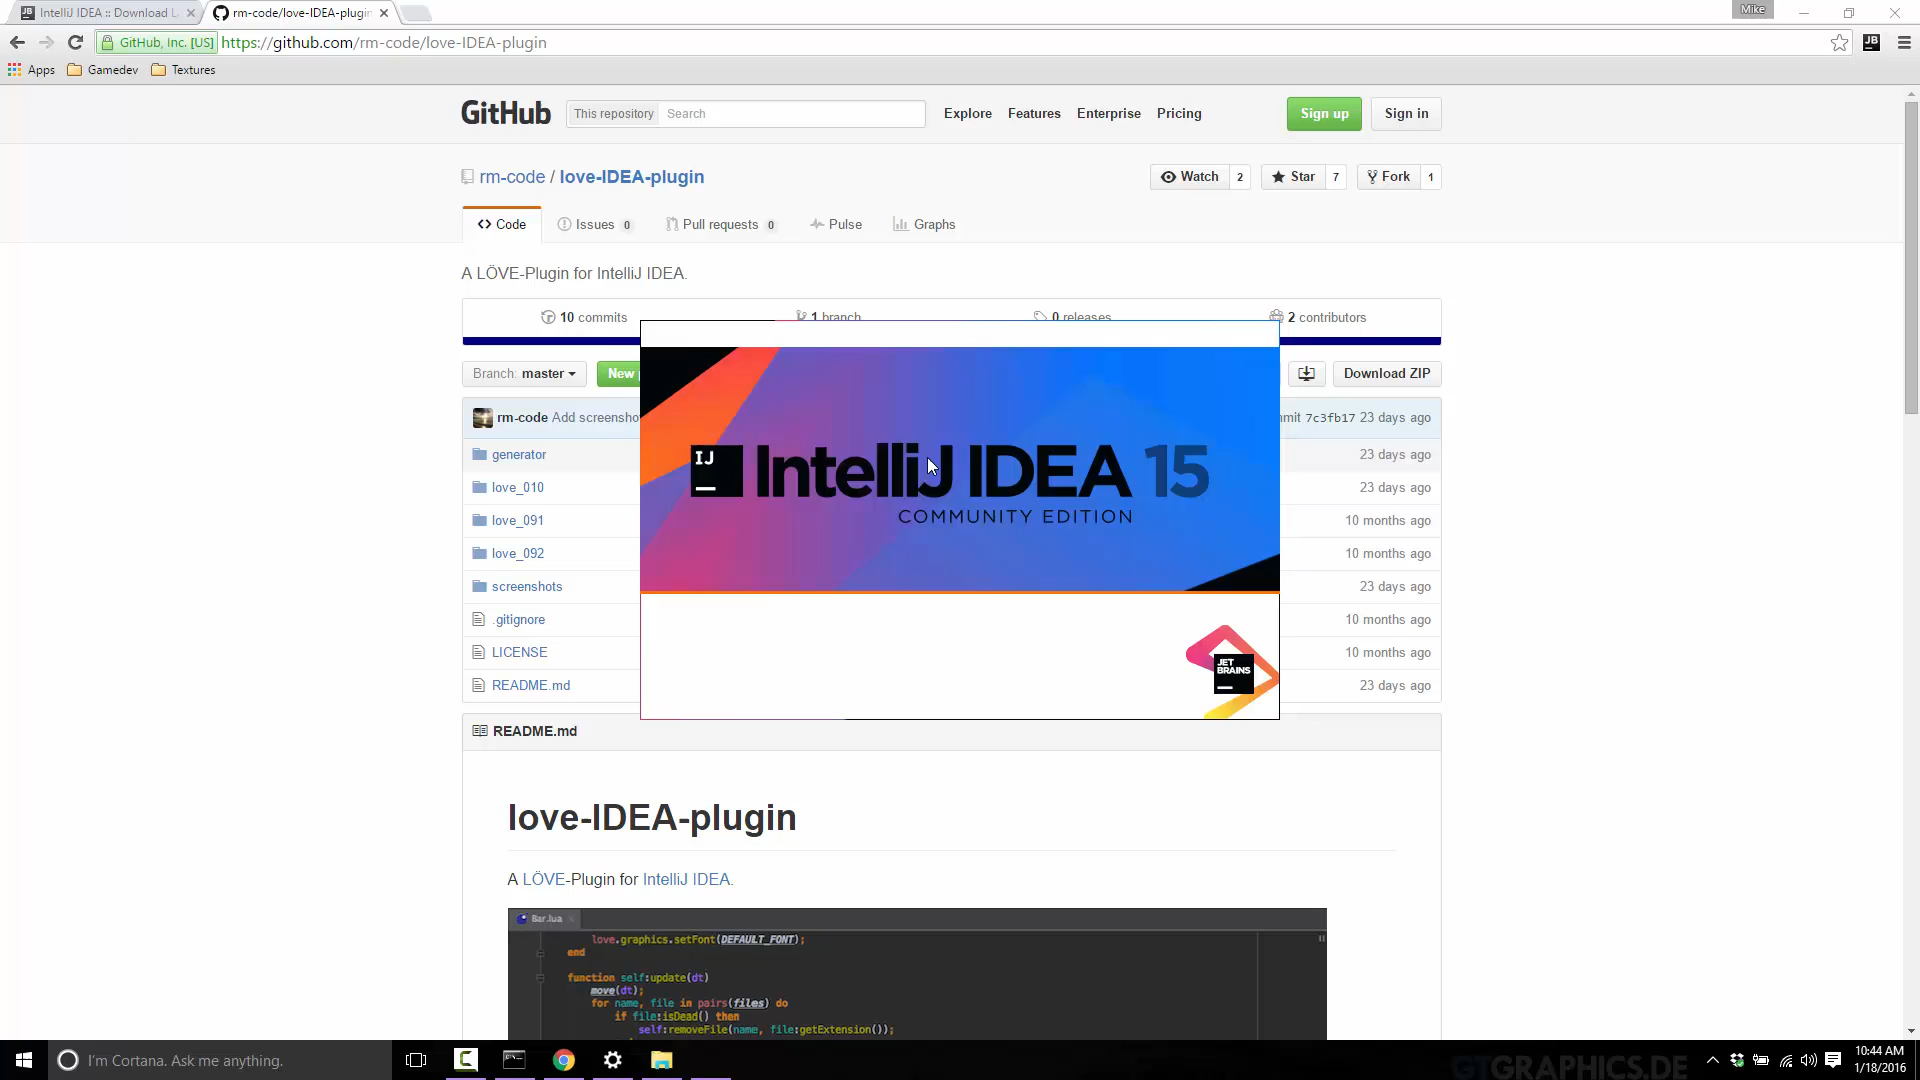 IntelliJ IDEA :: Download L
rm-code/love-IDEA-plugin
Mike
GitHub, Inc. [US] https://github.com/rm-code/love-IDEA-plugin
JB
Apps Gamedev Textures
GitHub This repository Search Explore Features Enterprise Pricing Sign up Sign in
rm-code / love-IDEA-plugin Watch 2 Star 7 Fork 1
Code Issues 0 Pull requests 0 Pulse Graphs
A LÖVE-Plugin for IntelliJ IDEA.
10 commits 1 branch 0 releases 2 contributors
Branch: master New Download ZIP
rm-code Add screensho mit 7c3fb17 23 days ago
generator 23 days ago
love_010 23 days ago
love_091 10 months ago
love_092 10 months ago
screenshots 23 days ago
.gitignore 10 months ago
LICENSE 10 months ago
README.md 23 days ago
IJ IntelliJ IDEA 15
COMMUNITY EDITION
JET
BRAINS
README.md
love-IDEA-plugin
A LÖVE-Plugin for IntelliJ IDEA.
Bar.lua
love.graphics.setFont(DEFAULT_FONT);
end
function self:update(dt)
move(dt);
for name, file in pairs(files) do
if file:isDead() then
self:removeFile(name, file:getExtension());
I'm Cortana. Ask me anything.
GTGRAPHICS.DE
10:44 AM
1/18/2016